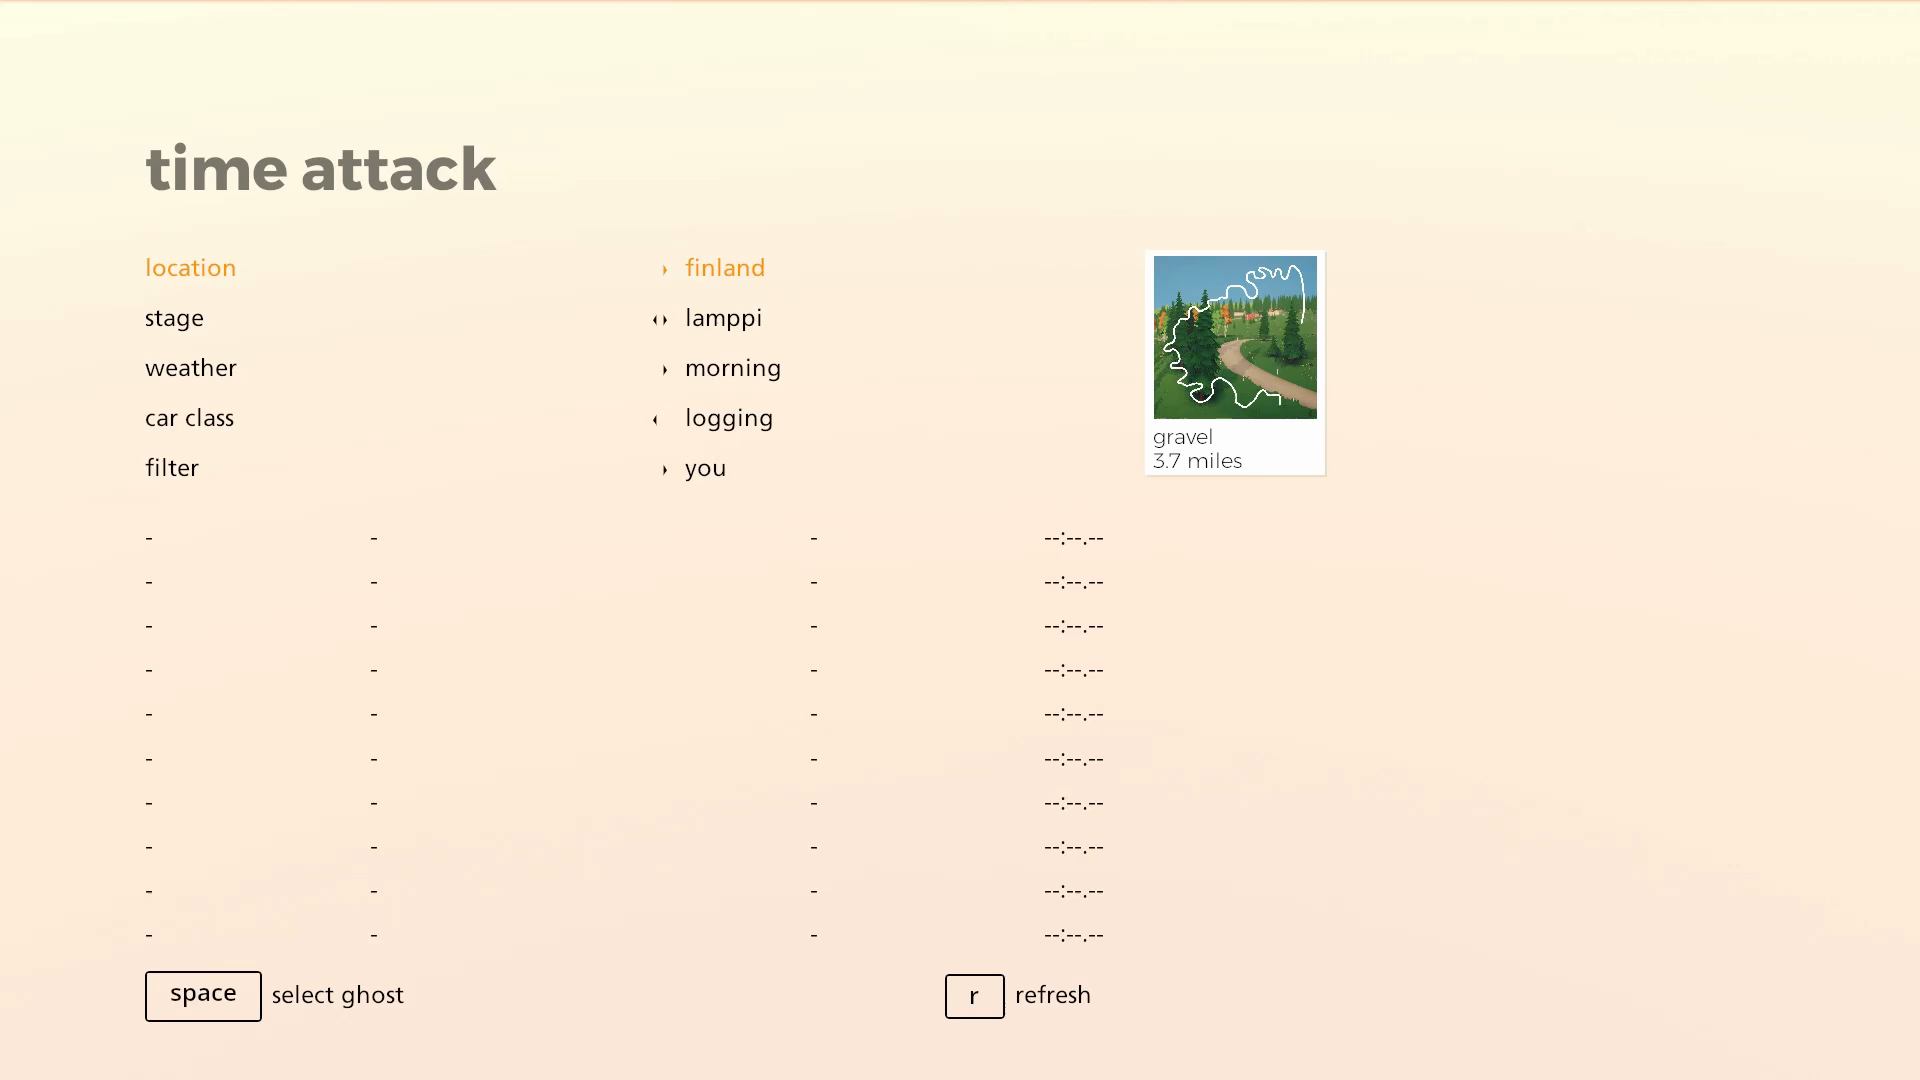 time attack
location finland
stage lamppi
weather morning
car class logging
filter you
gravel
3.7 miles
- - - --:--.--
- - - --:--.--
- - - --:--.--
- - - --:--.--
- - - --:--.--
- - - --:--.--
- - - --:--.--
- - - --:--.--
- - - --:--.--
- - - --:--.--
space select ghost r refresh